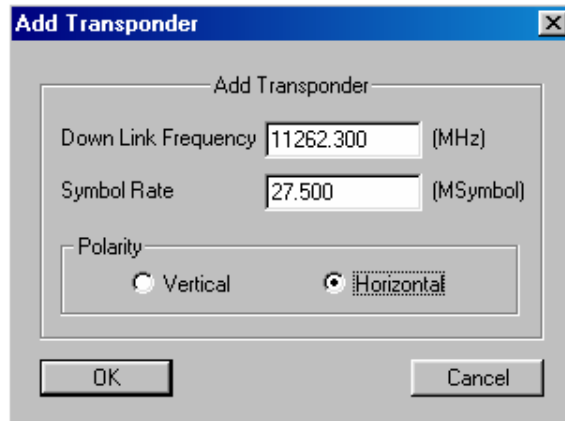 Add Transponder
Add Transponder
Down Link Frequency 11262.300 (MHz)
Symbol Rate 27.500 (MSymbol)
Polarity
Vertical Horizontal
OK Cancel